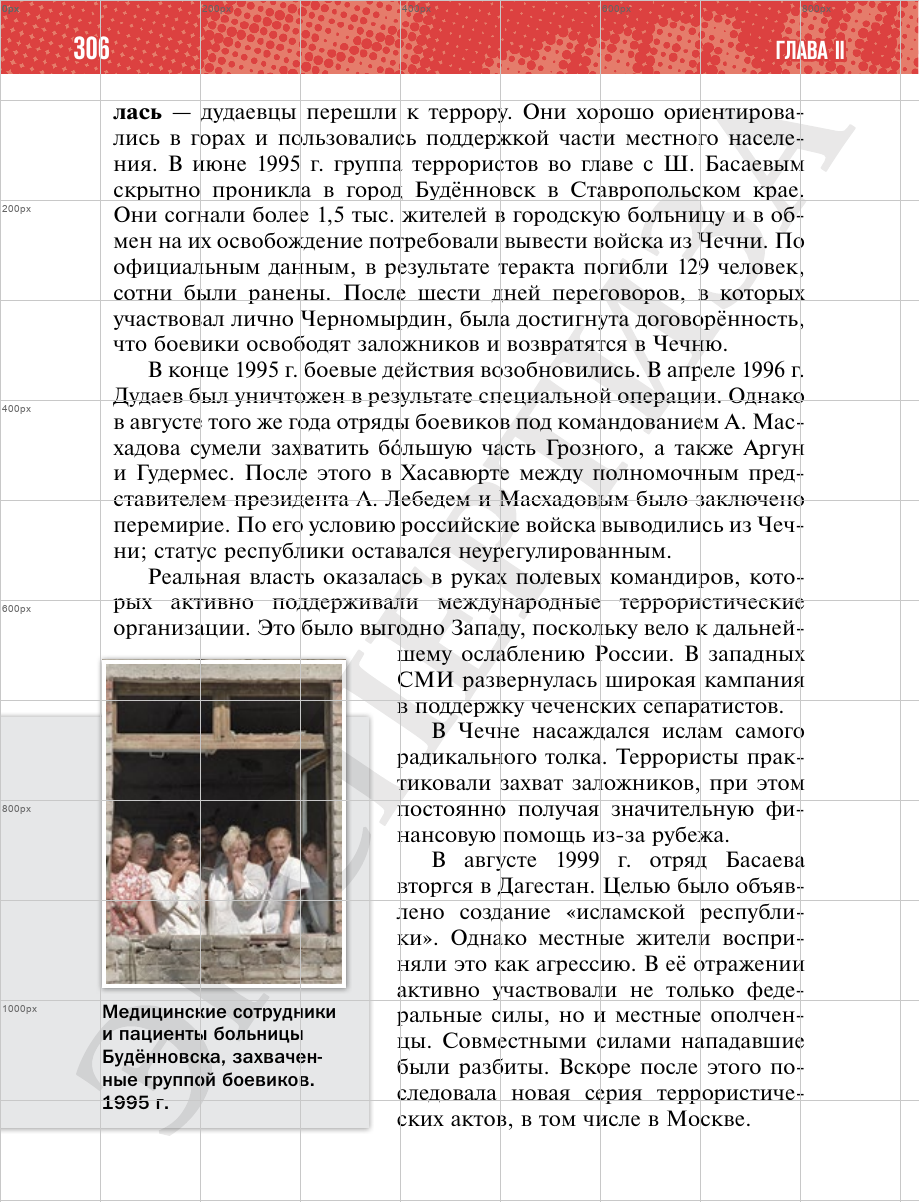 306
ГЛАВА II
лась — дудаевцы перешли к террору. Они хорошо ориентирова-
лись в горах и пользовались поддержкой части местного населе-
ния. В июне 1995 г. группа террористов во главе с Ш. Басаевым
скрытно проникла в город Будённовск в Ставропольском крае.
Они согнали более 1,5 тыс. жителей в городскую больницу и в об-
мен на их освобождение потребовали вывести войска из Чечни. По
официальным данным, в результате теракта погибли 129 человек,
сотни были ранены. После шести дней переговоров, в которых
участвовал лично Черномырдин, была достигнута договорённость,
что боевики освободят заложников и возвратятся в Чечню.
В конце 1995 г. боевые действия возобновились. В апреле 1996 г.
Дудаев был уничтожен в результате специальной операции. Однако
в августе того же года отряды боевиков под командованием А. Мас-
хадова сумели захватить бо́льшую часть Грозного, а также Аргун
и Гудермес. После этого в Хасавюрте между полномочным пред-
ставителем президента А. Лебедем и Масхадовым было заключено
перемирие. По его условию российские войска выводились из Чеч-
ни; статус республики оставался неурегулированным.
Реальная власть оказалась в руках полевых командиров, кото-
рых активно поддерживали международные террористические
организации. Это было выгодно Западу, поскольку вело к дальней-
шему ослаблению России. В западных
СМИ развернулась широкая кампания
в поддержку чеченских сепаратистов.
В Чечне насаждался ислам самого
радикального толка. Террористы прак-
тиковали захват заложников, при этом
постоянно получая значительную фи-
нансовую помощь из-за рубежа.
В августе 1999 г. отряд Басаева
вторгся в Дагестан. Целью было объяв-
лено создание «исламской республи-
ки». Однако местные жители воспри-
няли это как агрессию. В её отражении
активно участвовали не только феде-
ральные силы, но и местные ополчен-
цы. Совместными силами нападавшие
были разбиты. Вскоре после этого по-
следовала новая серия террористиче-
ских актов, в том числе в Москве.
Медицинские сотрудники
и пациенты больницы
Будённовска, захвачен-
ные группой боевиков.
1995 г.
ЭКСПЕРТИЗА
200px
400px
600px
800px
1000px